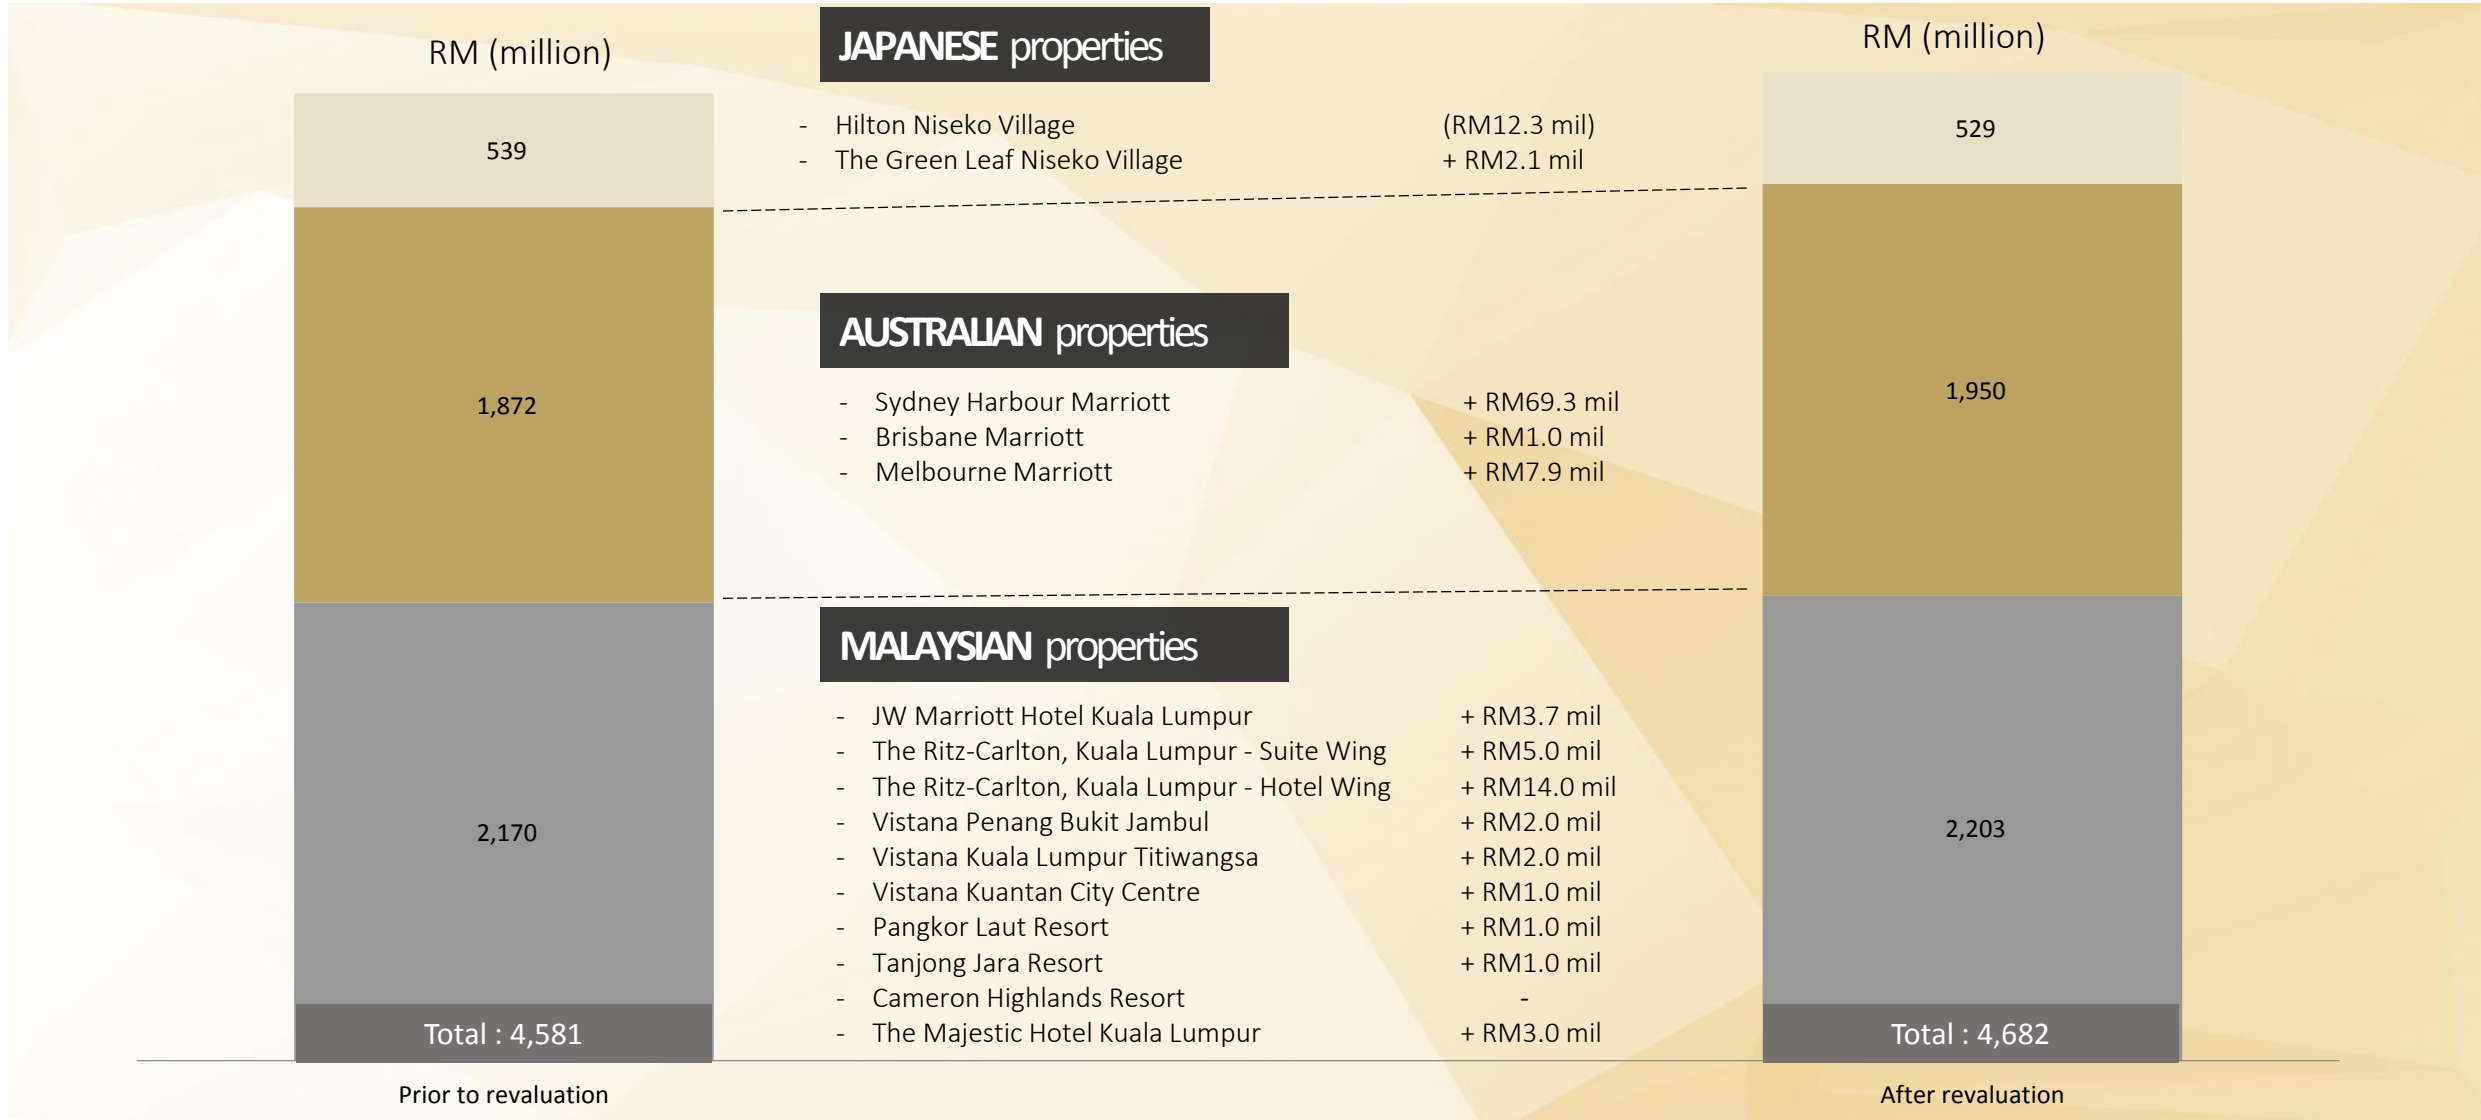 RM (million)
539
1,872
2,170
Total : 4,581
Prior to revaluation
JAPANESE properties
- Hilton Niseko Village (RM12.3 mil)
- The Green Leaf Niseko Village + RM2.1 mil
AUSTRALIAN properties
- Sydney Harbour Marriott + RM69.3 mil
- Brisbane Marriott + RM1.0 mil
- Melbourne Marriott + RM7.9 mil
MALAYSIAN properties
- JW Marriott Hotel Kuala Lumpur + RM3.7 mil
- The Ritz-Carlton, Kuala Lumpur - Suite Wing + RM5.0 mil
- The Ritz-Carlton, Kuala Lumpur - Hotel Wing + RM14.0 mil
- Vistana Penang Bukit Jambul + RM2.0 mil
- Vistana Kuala Lumpur Titiwangsa + RM2.0 mil
- Vistana Kuantan City Centre + RM1.0 mil
- Pangkor Laut Resort + RM1.0 mil
- Tanjong Jara Resort + RM1.0 mil
- Cameron Highlands Resort -
- The Majestic Hotel Kuala Lumpur + RM3.0 mil
RM (million)
529
1,950
2,203
Total : 4,682
After revaluation